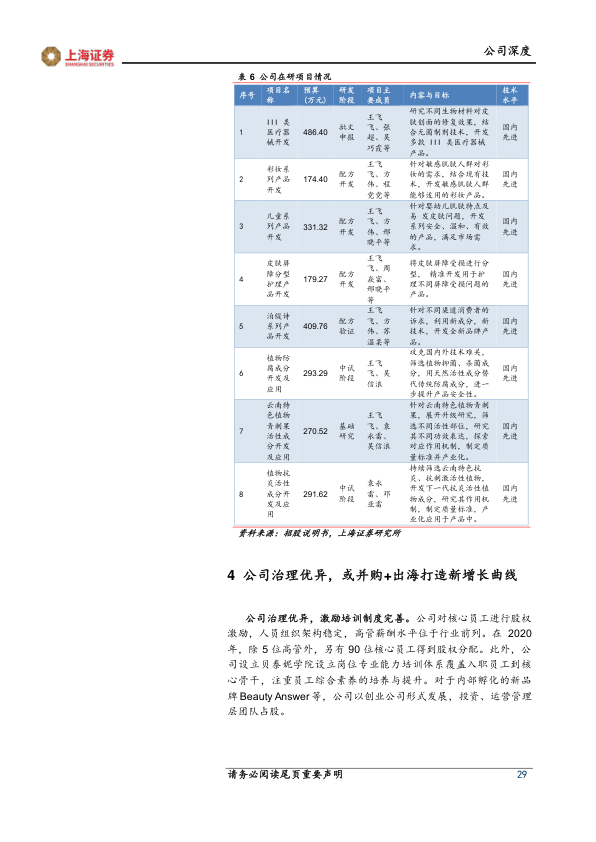 上海证券
SHANGHAI SECURITIES
公司深度
表 6 公司在研项目情况
序号 项目名称 预算(万元) 研发阶段 项目主要成员 内容与目标 技术水平
1 III 类医疗器械开发 486.40 批文申报 王飞飞、张超、吴巧霞等 研究不同生物材料对皮肤创面的修复效果,结合无菌制剂技术,开发多款 III 类医疗器械产品。 国内先进
2 彩妆系列产品开发 174.40 配方开发 王飞飞、方伟、程党党等 针对敏感肌肤人群对彩妆的需求,结合现有技术,开发敏感肌肤人群能够适用的彩妆产品。 国内先进
3 儿童系列产品开发 331.32 配方开发 王飞飞、方伟、邢晓平等 针对婴幼儿肌肤特点及易 发皮肤问题,开发系列安全、温和、有效的产品,满足市场需求。 国内先进
4 皮肤屏障分型护理产品开发 179.27 配方开发 王飞飞、周焱富、邢晓平等 将皮肤屏障受损进行分型, 精准开发用于护理不同屏障受损问题的产品。 国内先进
5 泊缇诗系列产品开发 409.76 配方验证 王飞飞、方伟、苏温柔等 针对不同渠道消费者的诉求,利用新成分,新技术,开发全新品牌产品。 国内先进
6 植物防腐成分开发及应用 293.29 中试阶段 王飞飞、吴信浪 攻克国内外技术难关,筛选植物抑菌、杀菌成分,用天然活性成分替代传统防腐成分,进一步提升产品安全性。 国内先进
7 云南特色植物青刺果活性成分开发及应用 270.52 基础研究 王飞飞、袁永雷、吴信浪 针对云南特色植物青刺果,展开升级研究,筛选不同活性部位,研究其不同功效表达,探索对应作用机制,制定质量标准并产业化。 国内先进
8 植物抗炎活性成分开发及应用 291.62 中试阶段 袁永雷、邓亚雷 持续筛选云南特色抗炎、抗刺激活性植物,开发下一代抗炎活性植物成分,研究其作用机制,制定质量标准,产业化应用于产品中。 国内先进
资料来源:招股说明书,上海证券研究所
4 公司治理优异,或并购+出海打造新增长曲线
公司治理优异,激励培训制度完善。公司对核心员工进行股权
激励,人员组织架构稳定,高管薪酬水平位于行业前列。在 2020
年,除 5 位高管外,另有 90 位核心员工得到股权分配。此外,公
司设立贝泰妮学院设立岗位专业能力培训体系覆盖入职员工到核
心骨干,注重员工综合素养的培养与提升。对于内部孵化的新品
牌 Beauty Answer 等,公司以创业公司形式发展,投资、运营管理
层团队占股。
请务必阅读尾页重要声明
29